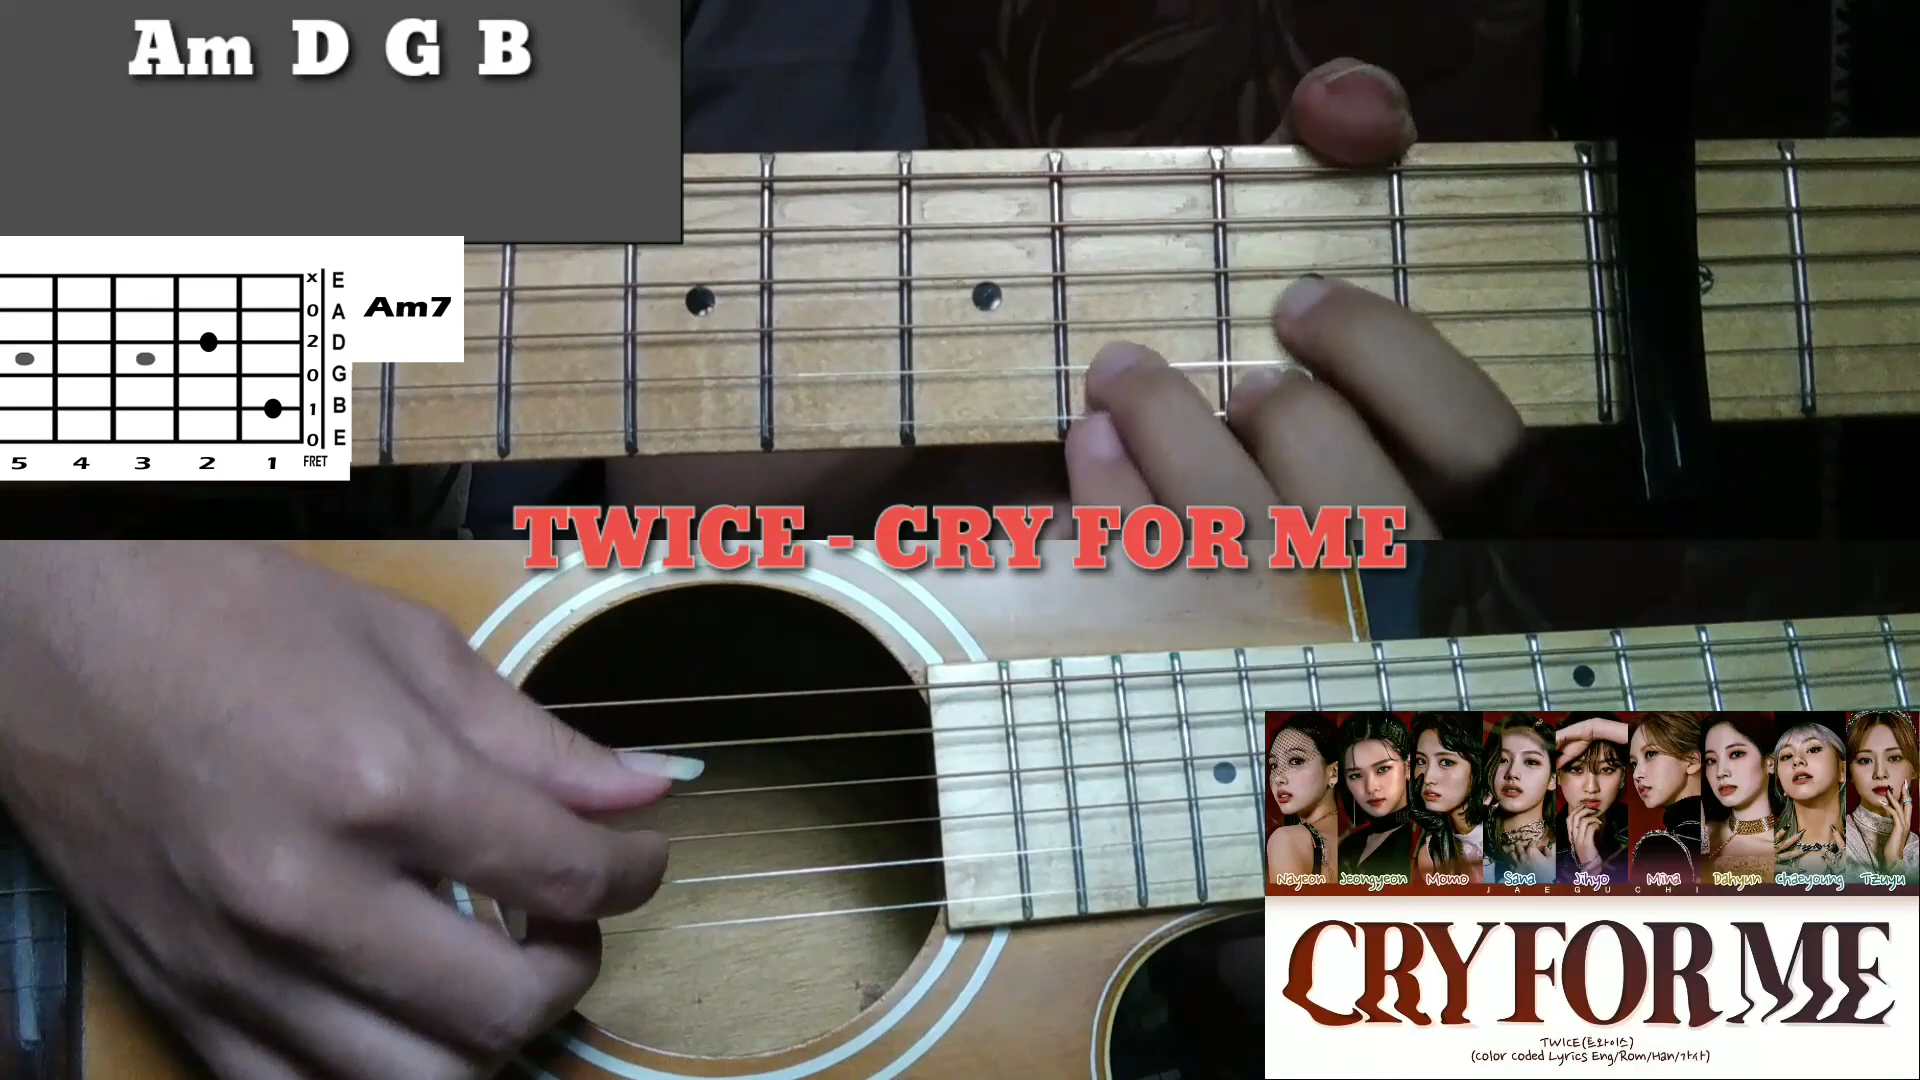 Am D G B
x E
0 A
2 D
0 G
1 B
0 E
Am7
5 4 3 2 1 FRET
TWICE - CRY FOR ME
Nayeon Jeongyeon Momo Sana Jihyo Mina Dahyun Chaeyoung Tzuyu
J A E G U C H I
CRY FOR ME
TWICE(트와이스)
(Color Coded Lyrics Eng/Rom/Han/가사)